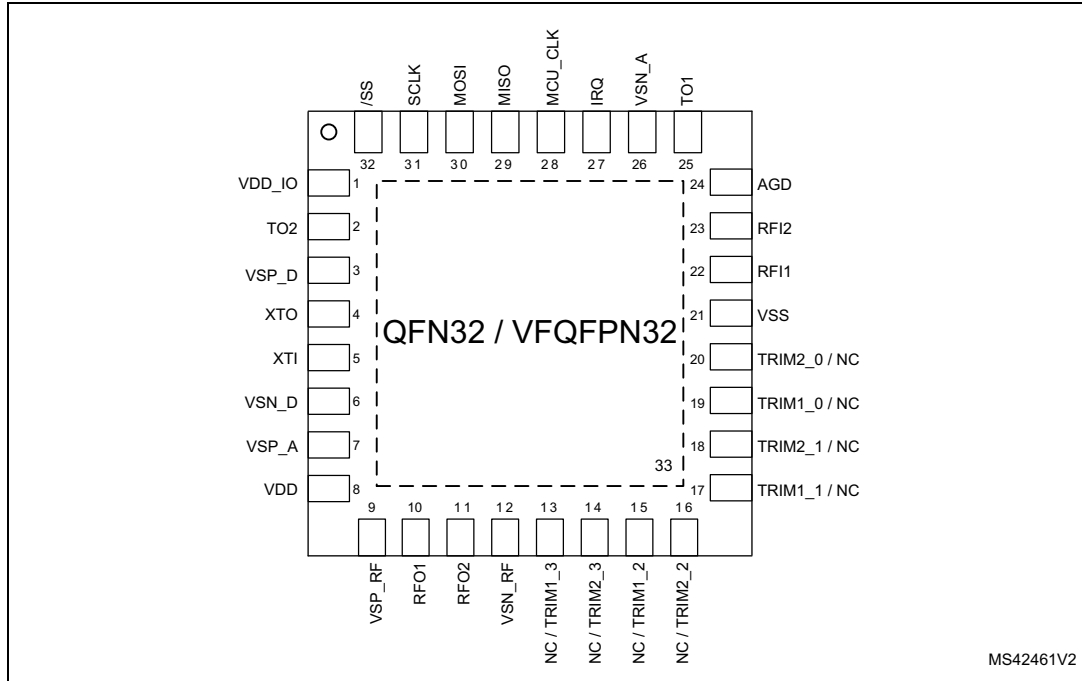 /SS
SCLK
MOSI
MISO
MCU_CLK
IRQ
VSN_A
TO1
32
31
30
29
28
27
26
25
VDD_IO
1
TO2
2
VSP_D
3
XTO
4
XTI
5
VSN_D
6
VSP_A
7
VDD
8
QFN32 / VFQFPN32
33
24
AGD
23
RFI2
22
RFI1
21
VSS
20
TRIM2_0 / NC
19
TRIM1_0 / NC
18
TRIM2_1 / NC
17
TRIM1_1 / NC
9
10
11
12
13
14
15
16
VSP_RF
RFO1
RFO2
VSN_RF
NC / TRIM1_3
NC / TRIM2_3
NC / TRIM1_2
NC / TRIM2_2
MS42461V2